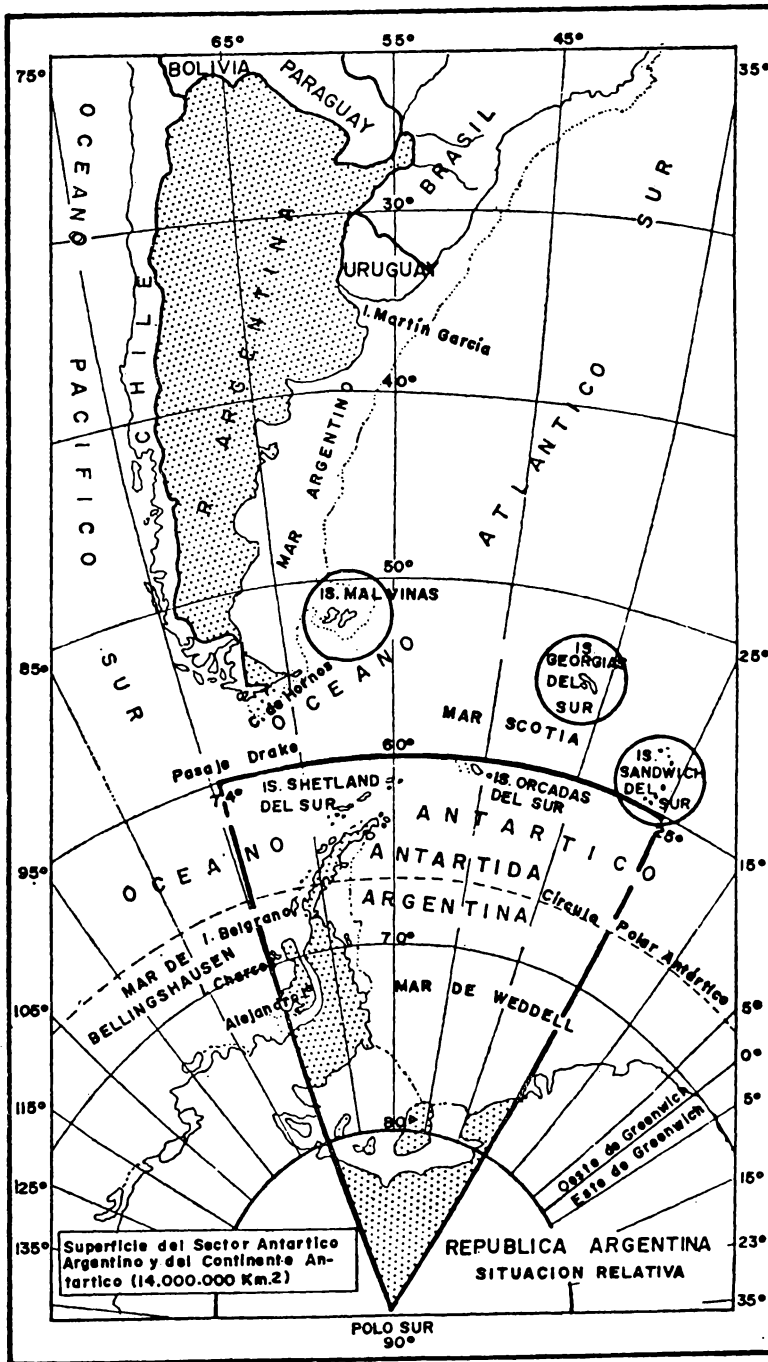 65°
55°
45°
75°
35°
BOLIVIA
PARAGUAY
BRASIL
OCEANO
PACIFICO
SUR
CHILE
R. ARGENTINA
30°
URUGUAY
I. Martín García
SUR
ATLANTICO
OCEANO
40°
MAR ARGENTINO
50°
IS. MALVINAS
C. de Hornos
IS.
GEORGIAS
DEL
SUR
85°
25°
MAR SCOTIA
Pasaje Drake
60°
IS.
SANDWICH
DEL
SUR
74°
IS. SHETLAND
DEL SUR
IS. ORCADAS
DEL SUR
25°
OCEANO
ANTARTICO
ANTARTIDA
ARGENTINA
Círculo Polar Antártico
95°
15°
I. Belgrano
MAR DE
BELLINGSHAUSEN
Charcot
Alejandro I°
70°
MAR DE WEDDELL
105°
5°
0°
115°
5°
80°
Oeste de Greenwich
Este de Greenwich
125°
15°
135°
23°
35°
Superficie del Sector Antartico
Argentino y del Continente An-
tartico (14.000.000 Km.2)
REPUBLICA ARGENTINA
SITUACION RELATIVA
POLO SUR
90°